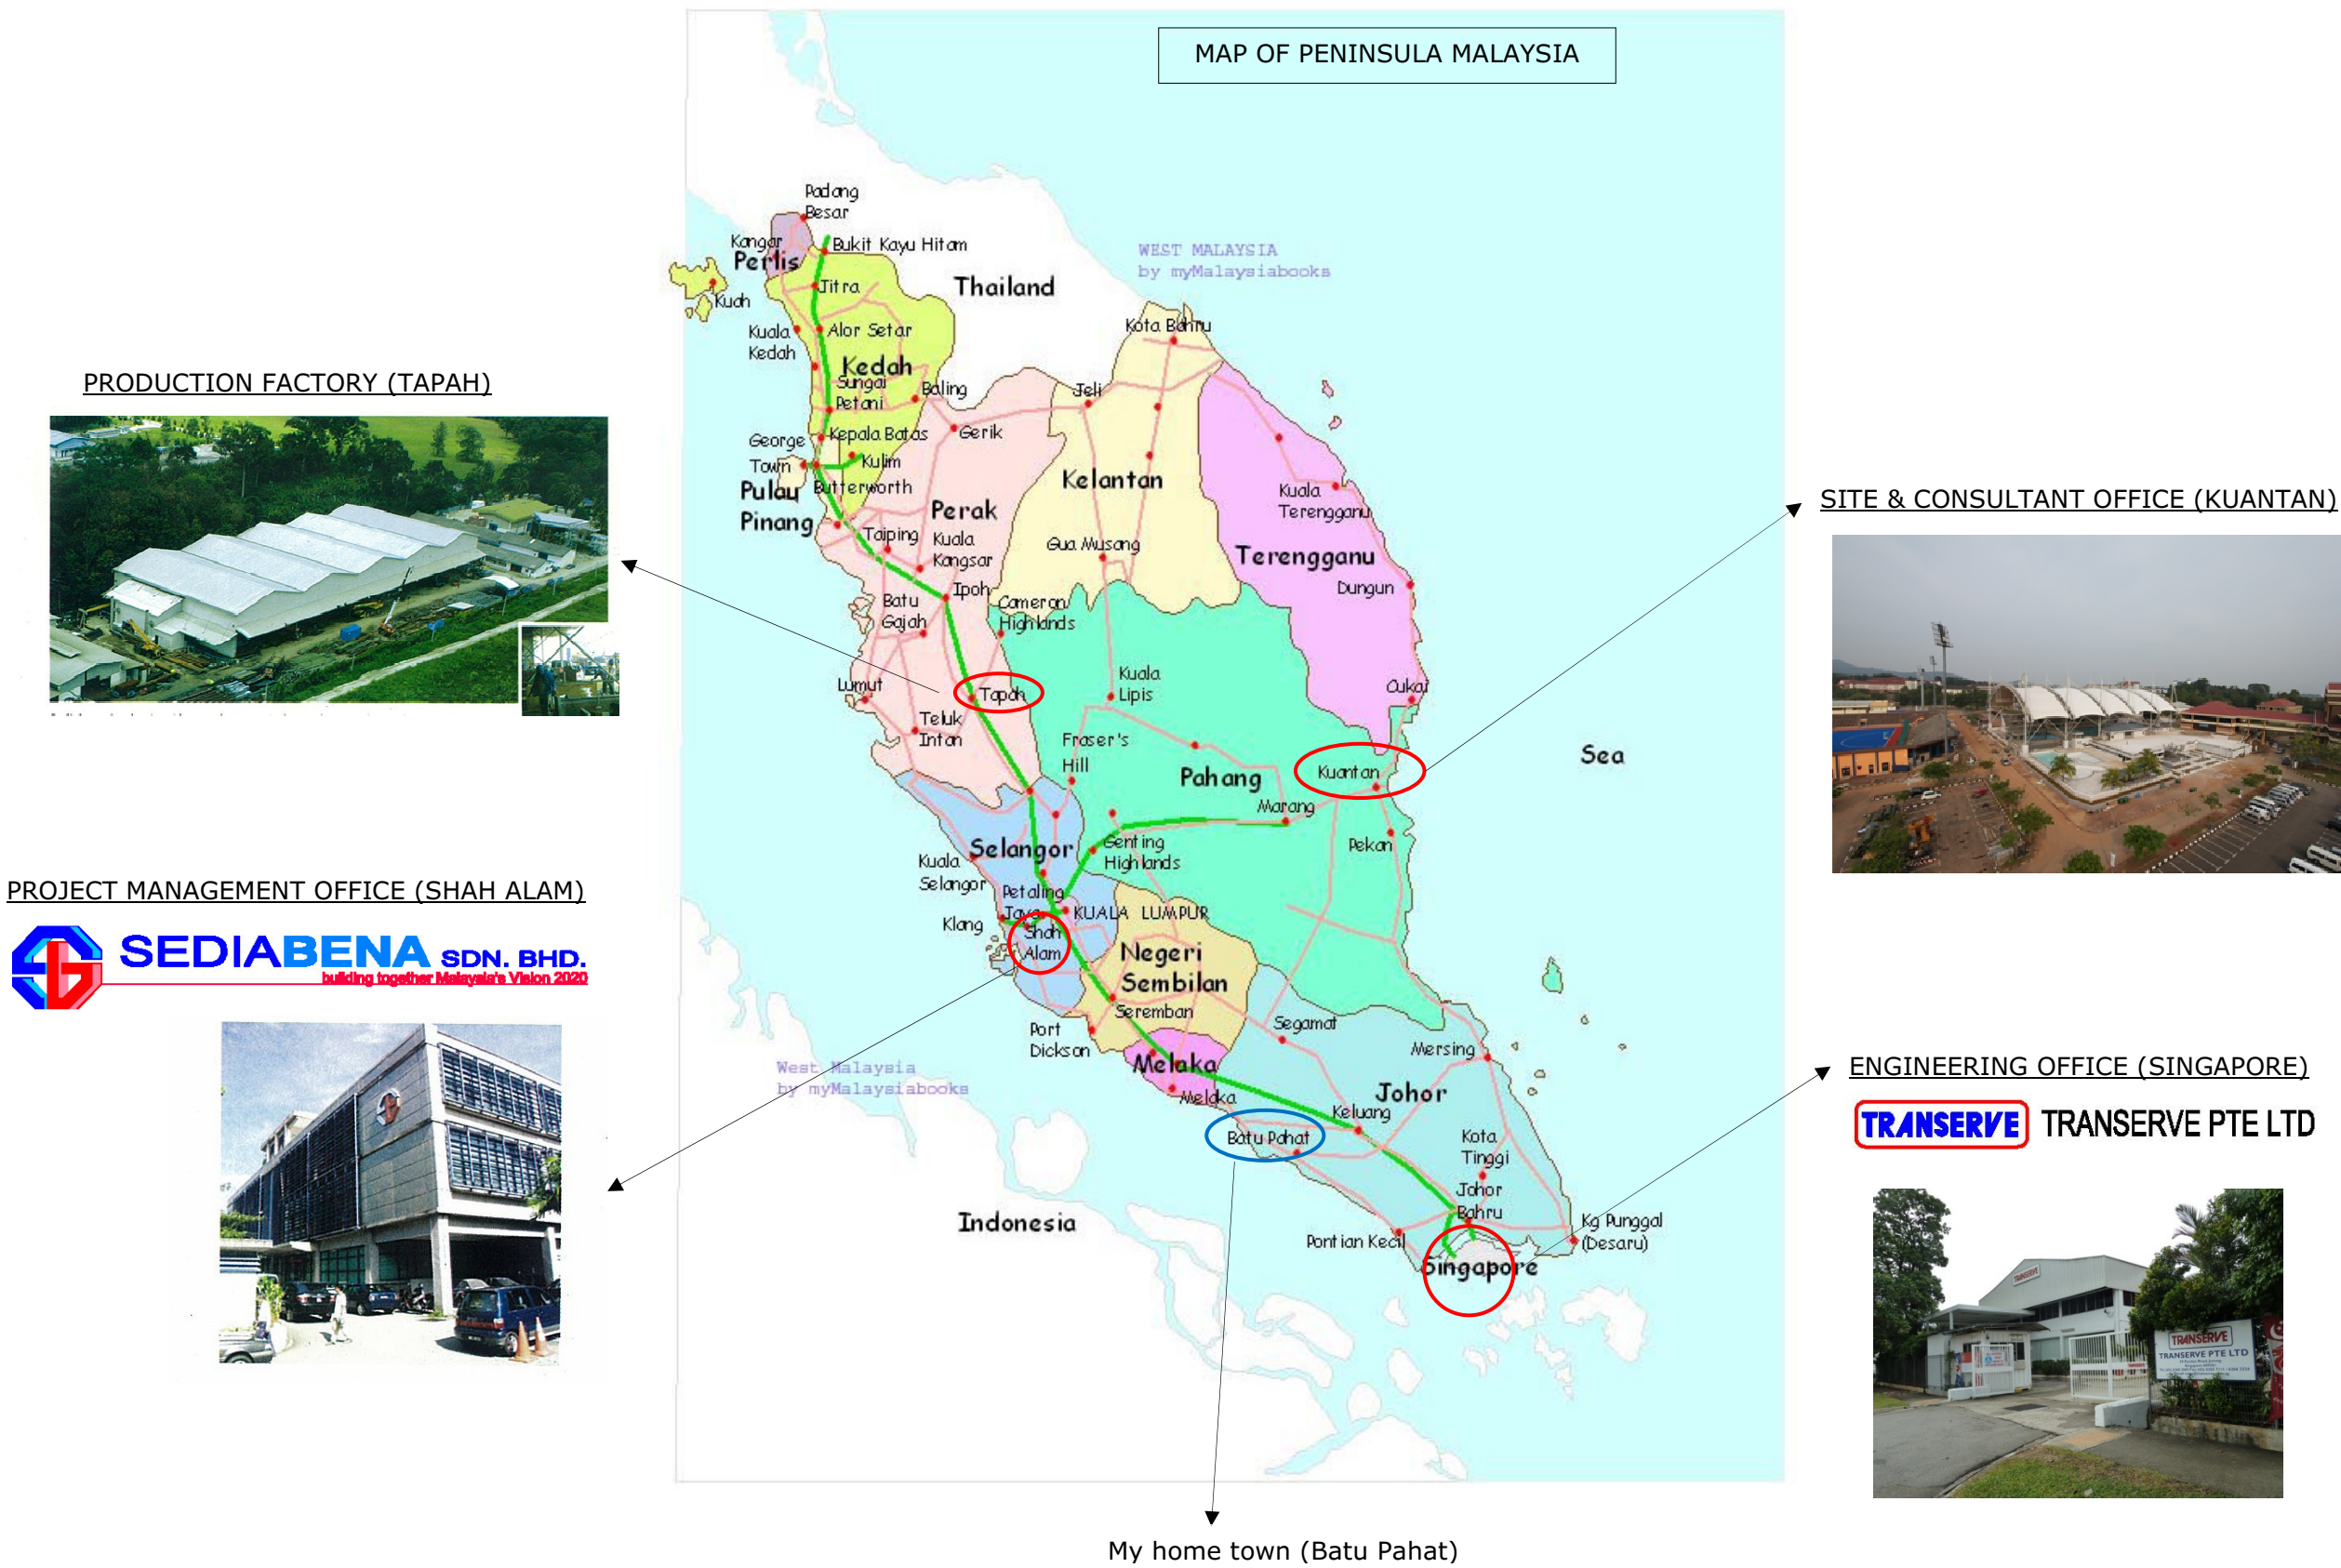 MAP OF PENINSULA MALAYSIA
Padang
Besar
Kangar
Perlis
Bukit Kayu Hitam
WEST MALAYSIA
by myMalaysiabooks
Kuah
Jitra
Thailand
Kuala
Kedah
Alor Setar
Kota Bahru
Kedah
Sungai
Petani
Baling
Jeli
PRODUCTION FACTORY (TAPAH)
George
Town
Kepala Batas
Gerik
Kulim
Pulau
Pinang
Butterworth
Kelantan
Kuala
Terengganu
SITE & CONSULTANT OFFICE (KUANTAN)
Perak
Taiping
Kuala
Kangsar
Gua Musang
Terengganu
Ipoh
Batu
Gajah
Cameron
Highlands
Dungun
Lumut
Tapah
Kuala
Lipis
Cukai
Teluk
Intan
Fraser's
Hill
Sea
Pahang
Kuantan
Marang
Selangor
Kuala
Selangor
Genting
Highlands
Pekan
PROJECT MANAGEMENT OFFICE (SHAH ALAM)
Petaling
Jaya
KUALA LUMPUR
Klang
Shah
Alam
SEDIABENA SDN. BHD.
building together Malaysia's Vision 2020
Negeri
Sembilan
Seremban
Port
Dickson
Segamat
Mersing
West Malaysia
by myMalaysiabooks
Melaka
Melaka
Johor
Keluang
ENGINEERING OFFICE (SINGAPORE)
TRANSERVE TRANSERVE PTE LTD
Batu Pahat
Kota
Tinggi
Johor
Bahru
Indonesia
Pontian Kecil
Kg Punggal
(Desaru)
Singapore
TRANSERVE
TRANSERVE
TRANSERVE PTE LTD
My home town (Batu Pahat)